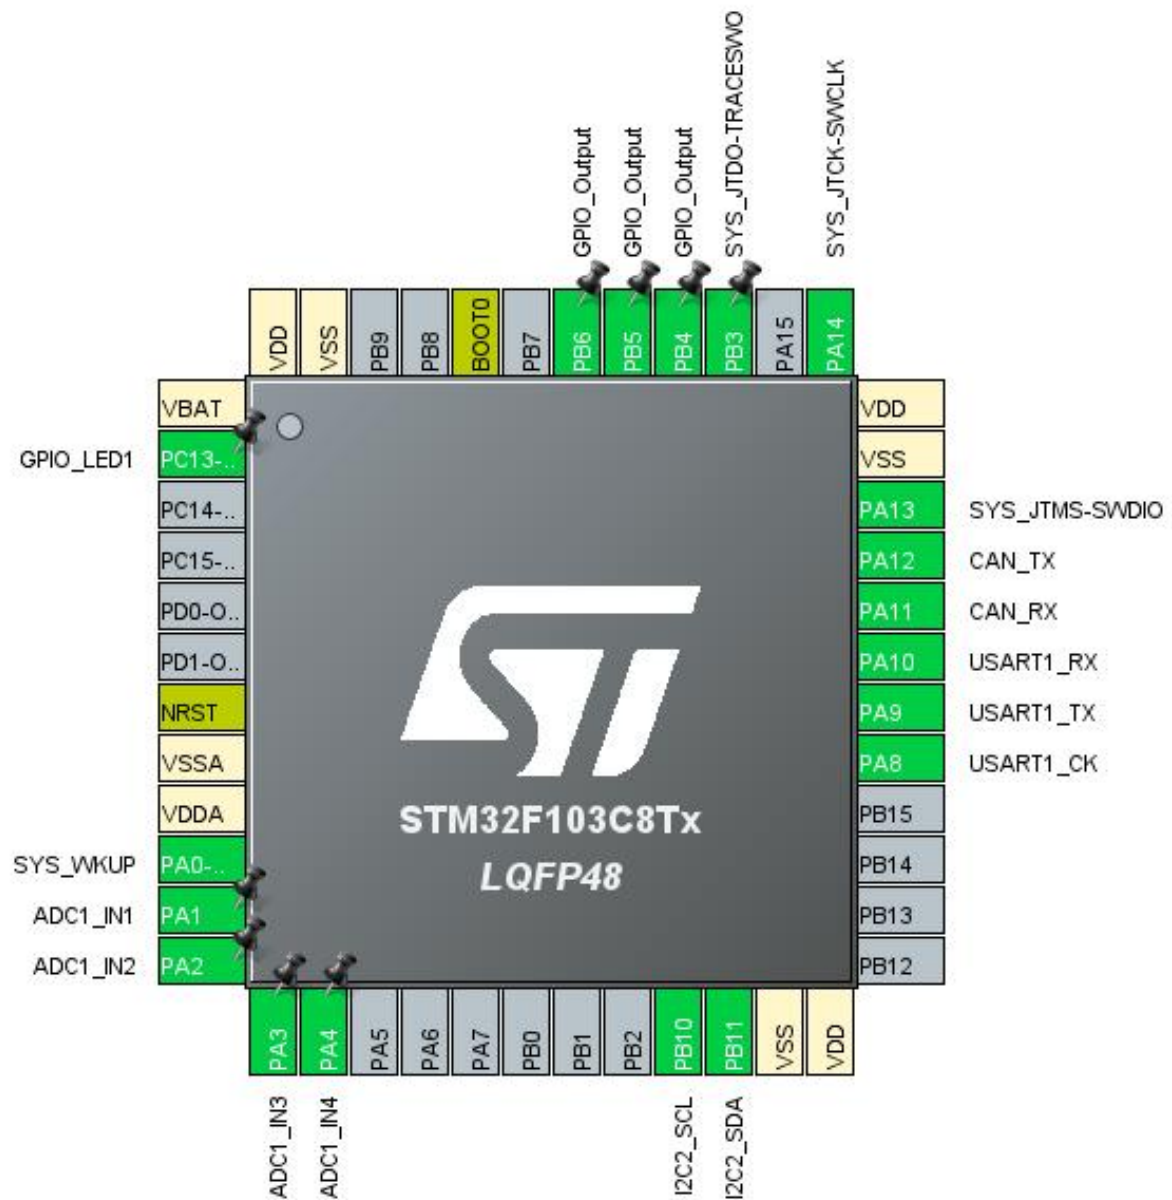 GPIO_Output
GPIO_Output
GPIO_Output
SYS_JTDO-TRACESWO
SYS_JTCK-SWCLK
VDD
VSS
PB9
PB8
BOOT0
PB7
PB6
PB5
PB4
PB3
PA15
PA14
VBAT
GPIO_LED1 PC13-..
PC14-..
PC15-..
PD0-O..
PD1-O..
NRST
VSSA
VDDA
SYS_WKUP PA0-..
ADC1_IN1 PA1
ADC1_IN2 PA2
VDD
VSS
PA13 SYS_JTMS-SWDIO
PA12 CAN_TX
PA11 CAN_RX
PA10 USART1_RX
PA9 USART1_TX
PA8 USART1_CK
PB15
PB14
PB13
PB12
ST
STM32F103C8Tx
LQFP48
PA3
PA4
PA5
PA6
PA7
PB0
PB1
PB2
PB10
PB11
VSS
VDD
ADC1_IN3
ADC1_IN4
I2C2_SCL
I2C2_SDA